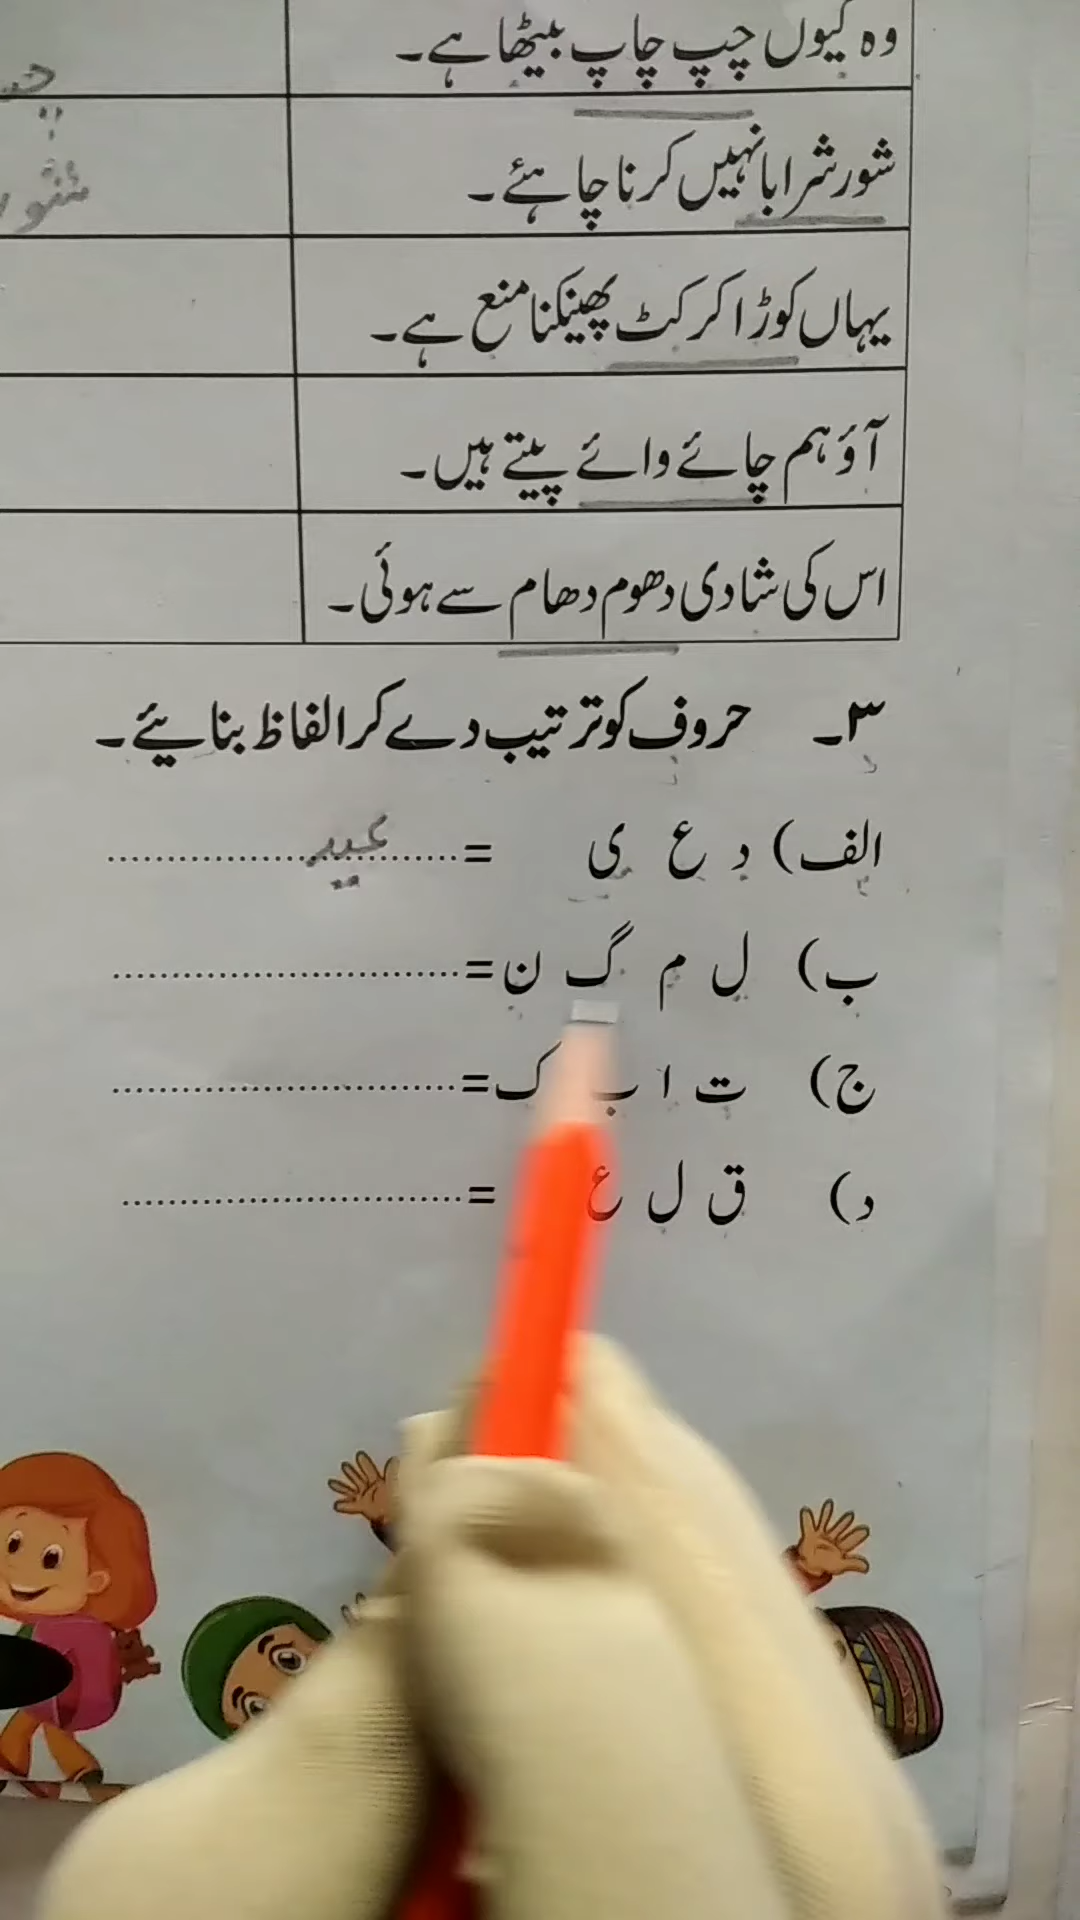 وہ کیوں چپ چاپ بیٹھا ہے۔
شور شرابا نہیں کرنا چاہئے۔
یہاں کوڑا کرکٹ پھینکنا منع ہے۔
آؤ ہم چائے وائے پیتے ہیں۔
اس کی شادی دھوم دھام سے ہوئی۔
۳۔ حروف کو ترتیب دے کر الفاظ بنایئے۔
الف) د ع ی = عید
ب) ل م گ ن =
ج) ت ا ب ک =
د) ق ل ع =